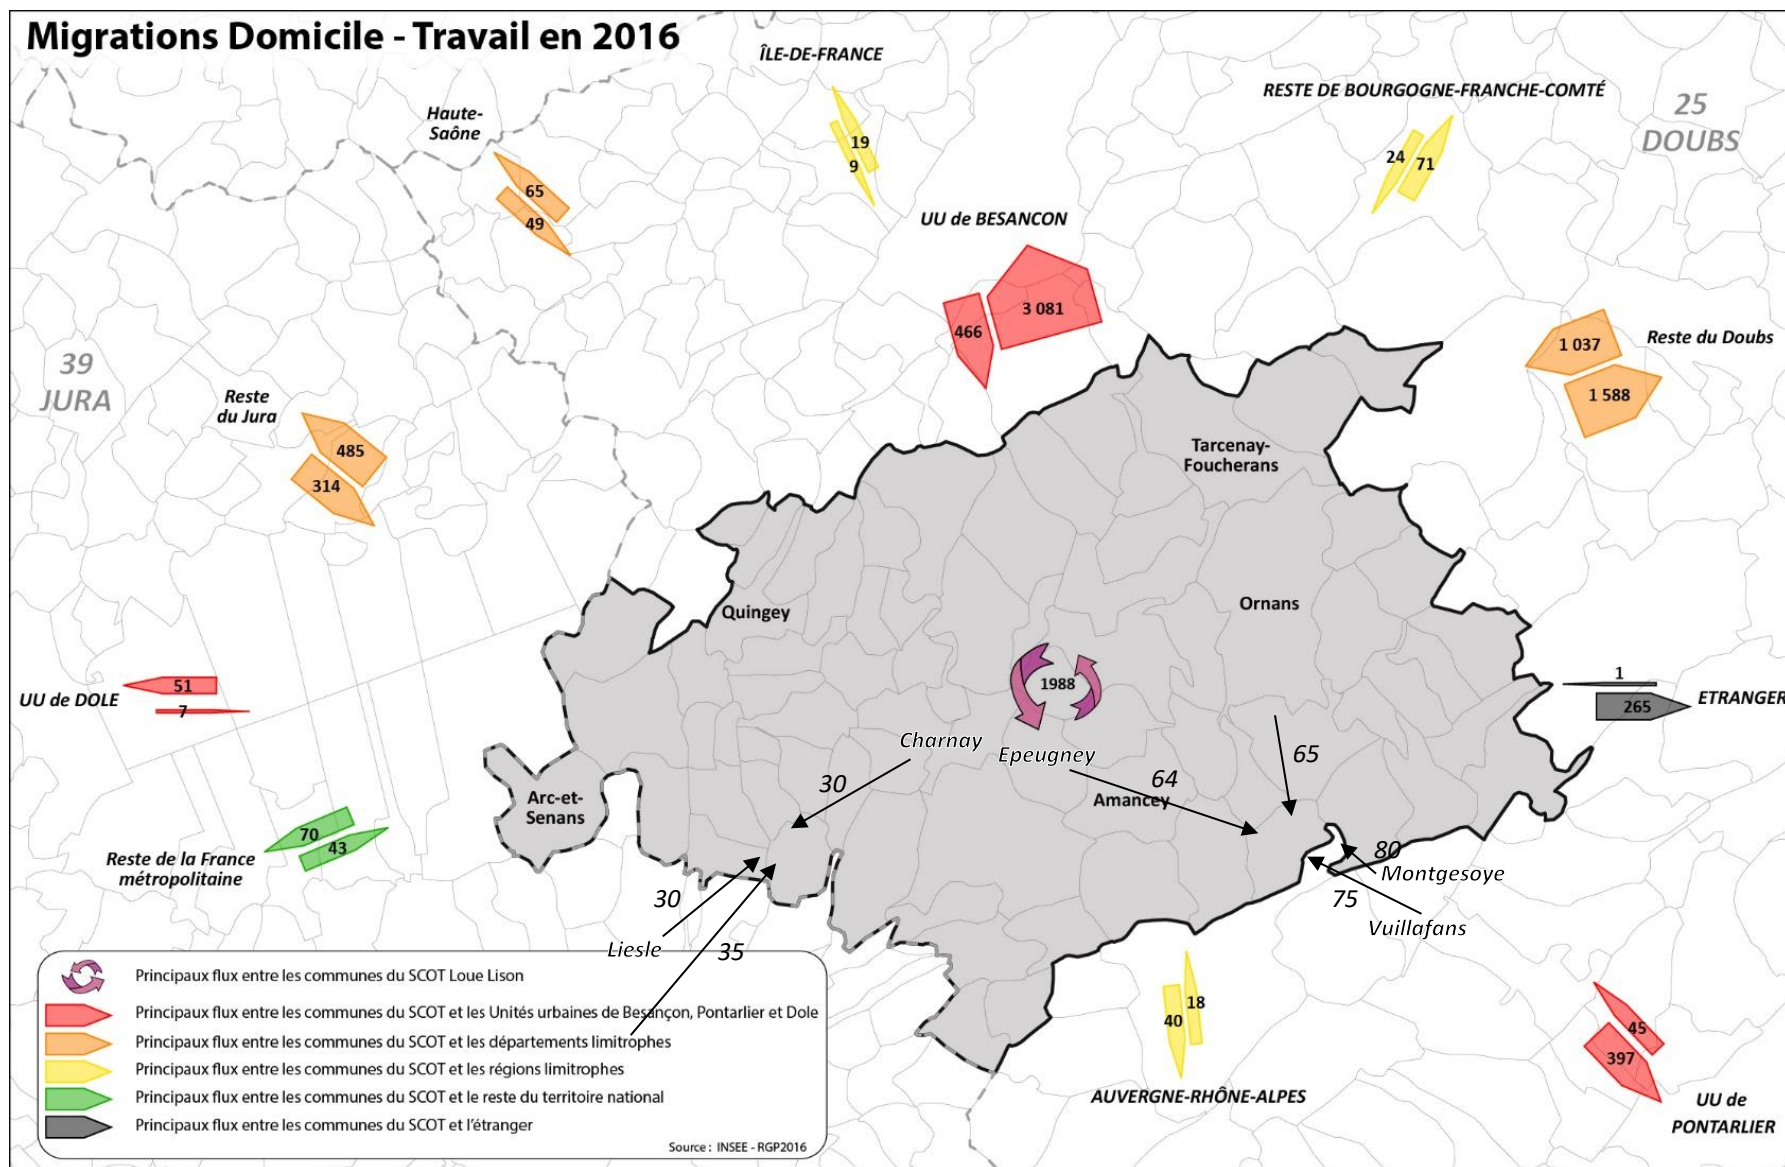 Migrations Domicile - Travail en 2016
ÎLE-DE-FRANCE
19
9
RESTE DE BOURGOGNE-FRANCHE-COMTÉ
24
71
25
DOUBS
Haute-
Saône
65
49
UU de BESANCON
466
3 081
1 037
1 588
Reste du Doubs
39
JURA
Reste
du Jura
485
314
Tarcenay-
Foucherans
Quingey
Ornans
1988
UU de DOLE
51
7
1
265
ETRANGER
Charnay
Epeugney
30
64
65
Amancey
Arc-et-
Senans
70
43
Reste de la France
métropolitaine
80
Montgesoye
75
Vuillafans
30
Liesle
35
18
40
AUVERGNE-RHÔNE-ALPES
45
397
UU de
PONTARLIER
Principaux flux entre les communes du SCOT Loue Lison
Principaux flux entre les communes du SCOT et les Unités urbaines de Besançon, Pontarlier et Dole
Principaux flux entre les communes du SCOT et les départements limitrophes
Principaux flux entre les communes du SCOT et les régions limitrophes
Principaux flux entre les communes du SCOT et le reste du territoire national
Principaux flux entre les communes du SCOT et l'étranger
Source : INSEE - RGP2016